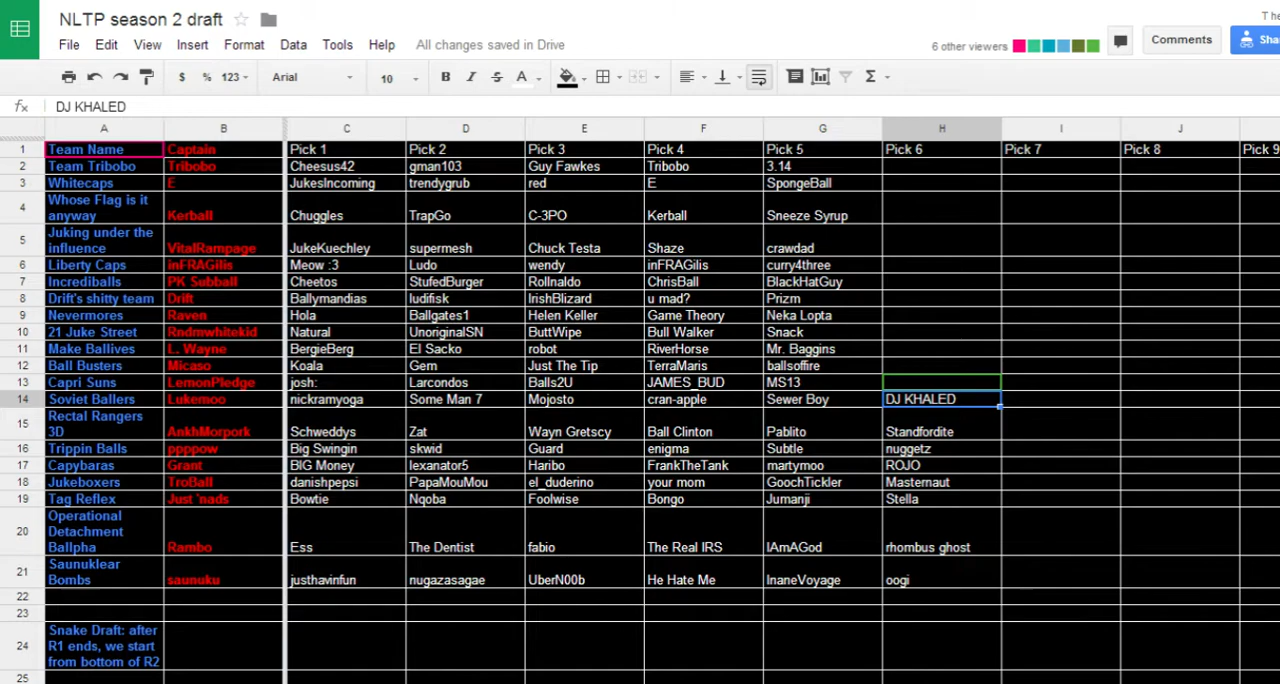 NLTP season 2 draft
T he
File Edit View Insert Format Data Tools Help All changes saved in Drive
6 other viewers Comments Sha
$ % 123 Arial 10 B I S A Σ
fx DJ KHALED
A B C D E F G H I J
1 Team Name Captain Pick 1 Pick 2 Pick 3 Pick 4 Pick 5 Pick 6 Pick 7 Pick 8 Pick 9
2 Team Tribobo Tribobo Cheesus42 gman103 Guy Fawkes Tribobo 3.14
3 Whitecaps E JukesIncoming trendygrub red E SpongeBall
Whose Flag is it
4 anyway Kerball Chuggles TrapGo C-3PO Kerball Sneeze Syrup
Juking under the
5 influence VitalRampage JukeKuechley supermesh Chuck Testa Shaze crawdad
6 Liberty Caps inFRAGilis Meow :3 Ludo wendy inFRAGilis curry4three
7 Incrediballs PK Subball Cheetos StufedBurger Rollnaldo ChrisBall BlackHatGuy
8 Drift's shitty team Drift Ballymandias ludifisk IrishBlizard u mad? Prizm
9 Nevermores Raven Hola Ballgates1 Helen Keller Game Theory Neka Lopta
10 21 Juke Street Rndmwhitekid Natural UnoriginalSN ButtWipe Bull Walker Snack
11 Make Ballives L. Wayne BergieBerg El Sacko robot RiverHorse Mr. Baggins
12 Ball Busters Micaso Koala Gem Just The Tip TerraMaris ballsoffire
13 Capri Suns LemonPledge josh: Larcondos Balls2U JAMES_BUD MS13
14 Soviet Ballers Lukemoo nickramyoga Some Man 7 Mojosto cran-apple Sewer Boy DJ KHALED
Rectal Rangers
15 3D AnkhMorpork Schweddys Zat Wayn Gretscy Ball Clinton Pablito Standfordite
16 Trippin Balls ppppow Big Swingin skwid Guard enigma Subtle nuggetz
17 Capybaras Grant BIG Money lexanator5 Haribo FrankTheTank martymoo ROJO
18 Jukeboxers TroBall danishpepsi PapaMouMou el_duderino your mom GoochTickler Masternaut
19 Tag Reflex Just 'nads Bowtie Nqoba Foolwise Bongo Jumanji Stella
Operational
Detachment
20 Ballpha Rambo Ess The Dentist fabio The Real IRS IAmAGod rhombus ghost
Saunuklear
21 Bombs saunuku justhavinfun nugazasagae UberN00b He Hate Me InaneVoyage oogi
22
23
Snake Draft: after
24 R1 ends, we start
from bottom of R2
25